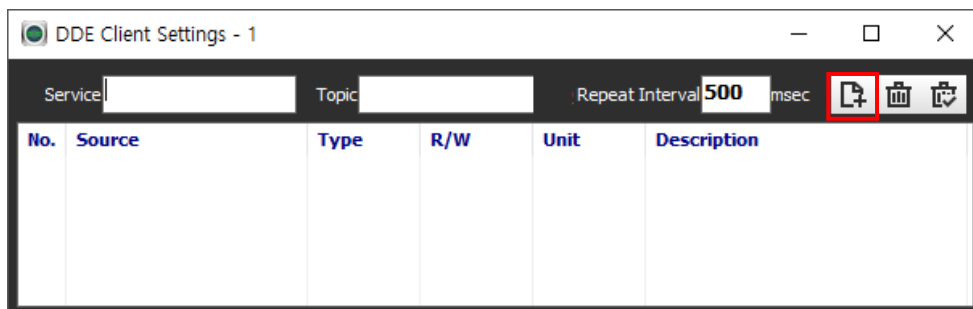 DDE Client Settings - 1
Service Topic Repeat Interval 500 msec
No. Source Type R/W Unit Description